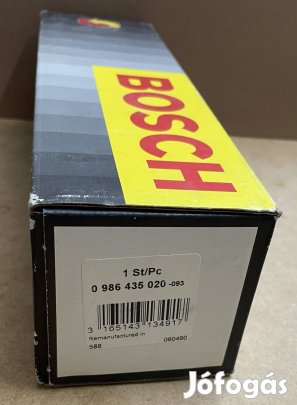 BOSCH
1 St/Pc
0 986 435 020 -093
3 165143 134917
Remanufactured in
588 060490
Jófogás